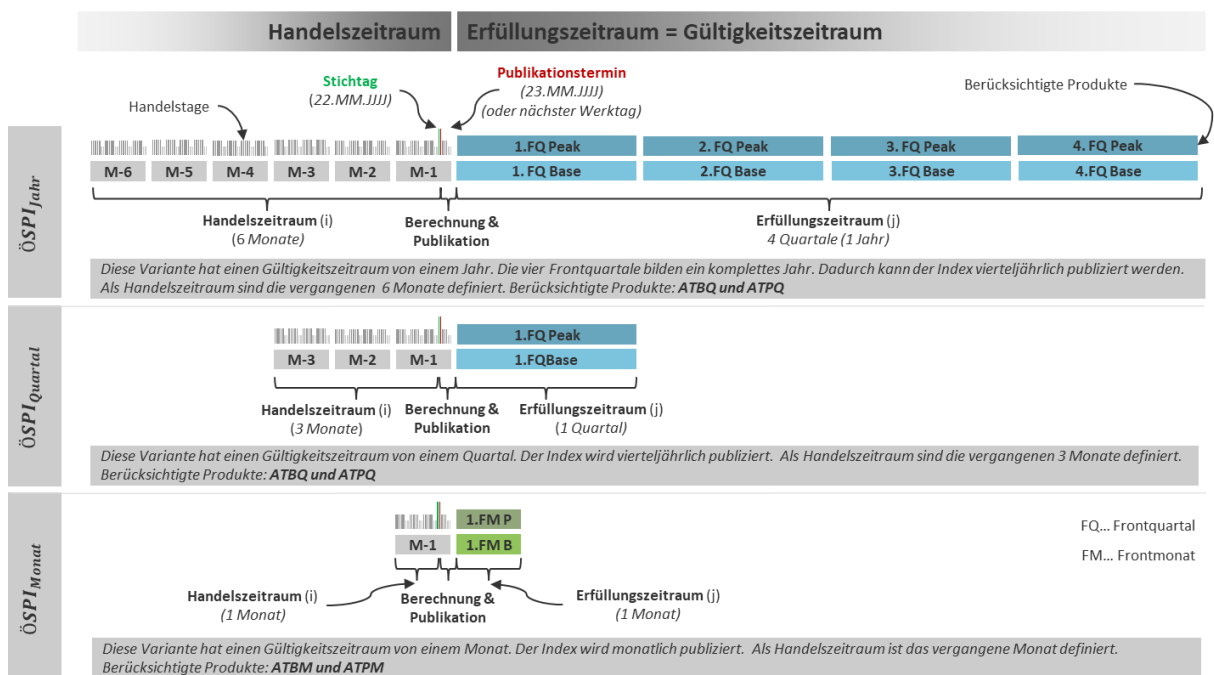 Handelszeitraum Erfüllungszeitraum = Gültigkeitszeitraum
Stichtag
(22.MM.JJJJ)
Publikationstermin
(23.MM.JJJJ)
(oder nächster Werktag)
Handelstage
Berücksichtigte Produkte
ÖSPI_Jahr
1.FQ Peak 2. FQ Peak 3. FQ Peak 4. FQ Peak
M-6 M-5 M-4 M-3 M-2 M-1 1. FQ Base 2.FQ Base 3.FQ Base 4.FQ Base
Handelszeitraum (i)
(6 Monate)
Berechnung &
Publikation
Erfüllungszeitraum (j)
4 Quartale (1 Jahr)
Diese Variante hat einen Gültigkeitszeitraum von einem Jahr. Die vier Frontquartale bilden ein komplettes Jahr. Dadurch kann der Index vierteljährlich publiziert werden.
Als Handelszeitraum sind die vergangenen 6 Monate definiert. Berücksichtigte Produkte: ATBQ und ATPQ
ÖSPI_Quartal
1.FQ Peak
M-3 M-2 M-1 1.FQBase
Handelszeitraum (i)
(3 Monate)
Berechnung &
Publikation
Erfüllungszeitraum (j)
(1 Quartal)
Diese Variante hat einen Gültigkeitszeitraum von einem Quartal. Der Index wird vierteljährlich publiziert. Als Handelszeitraum sind die vergangenen 3 Monate definiert.
Berücksichtigte Produkte: ATBQ und ATPQ
ÖSPI_Monat
1.FM P
M-1 1.FM B
FQ... Frontquartal
FM... Frontmonat
Handelszeitraum (i)
(1 Monat)
Berechnung &
Publikation
Erfüllungszeitraum (j)
(1 Monat)
Diese Variante hat einen Gültigkeitszeitraum von einem Monat. Der Index wird monatlich publiziert. Als Handelszeitraum ist das vergangene Monat definiert.
Berücksichtigte Produkte: ATBM und ATPM